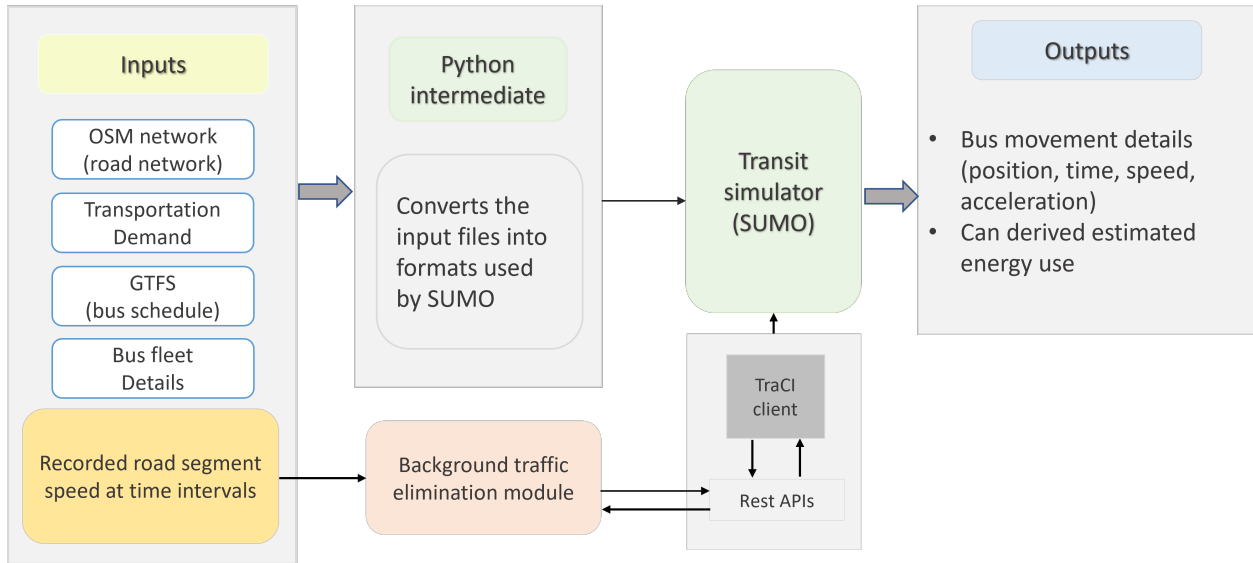 Inputs
OSM network
(road network)
Transportation
Demand
GTFS
(bus schedule)
Bus fleet
Details
Recorded road segment
speed at time intervals
Python
intermediate
Converts the
input files into
formats used
by SUMO
Background traffic
elimination module
Transit
simulator
(SUMO)
TraCI
client
Rest APIs
Outputs
• Bus movement details
(position, time, speed,
acceleration)
• Can derived estimated
energy use